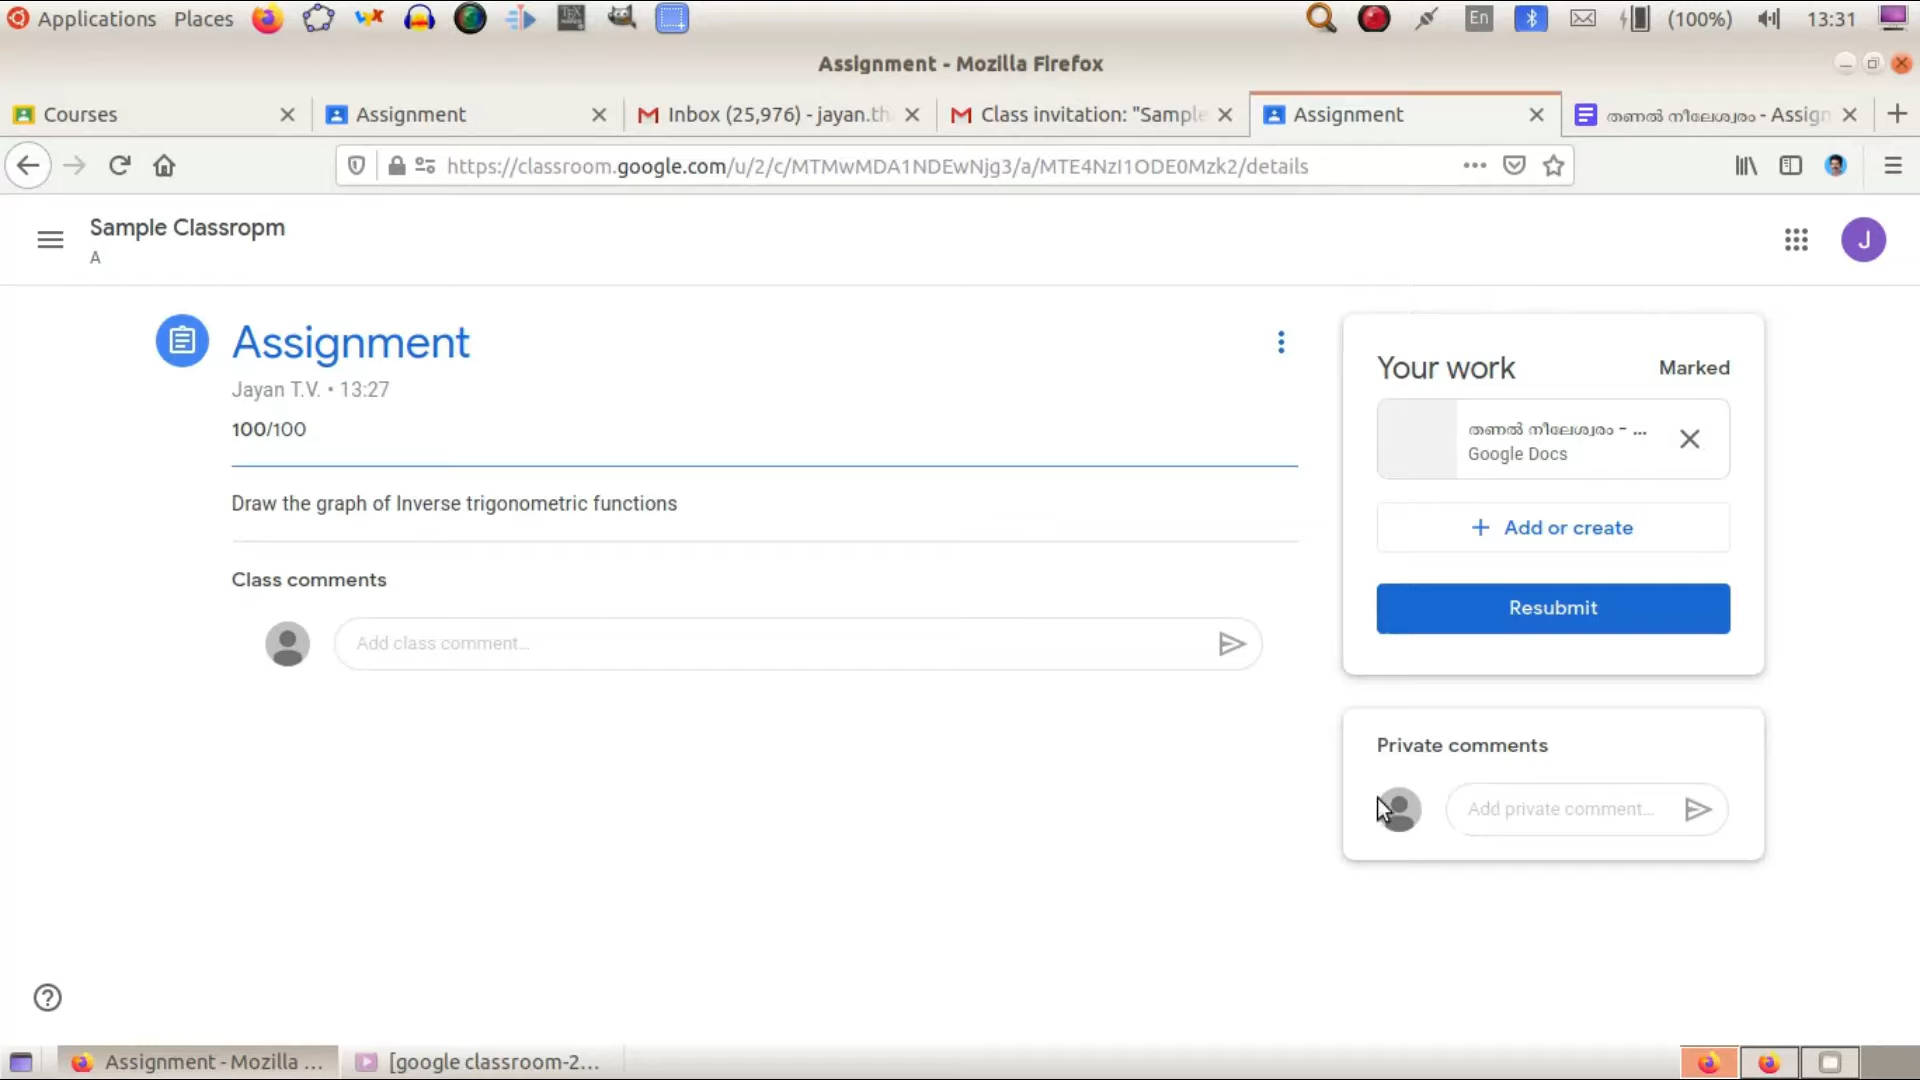 Applications Places En (100%) 13:31
Assignment - Mozilla Firefox
Courses Assignment Inbox (25,976) - jayan.th Class invitation: "Sample Assignment തണൽ നീലേശ്വരം - Assign
https://classroom.google.com/u/2/c/MTMwMDA1NDEwNjg3/a/MTE4NzI1ODE0Mzk2/details
Sample Classropm
A
J
Assignment
Jayan T.V. • 13:27
100/100
Draw the graph of Inverse trigonometric functions
Class comments
Add class comment...
Your work Marked
തണൽ നീലേശ്വരം - ...
Google Docs
+ Add or create
Resubmit
Private comments
Add private comment...
Assignment - Mozilla ... [google classroom-2...